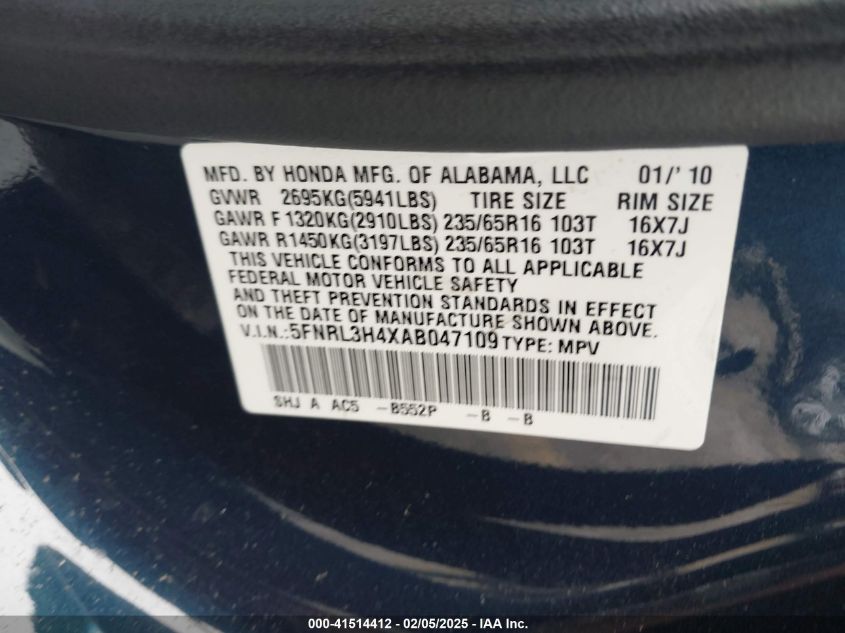 MFD. BY HONDA MFG. OF ALABAMA, LLC 01/' 10
GVWR 2695KG(5941LBS) TIRE SIZE RIM SIZE
GAWR F 1320KG(2910LBS) 235/65R16 103T 16X7J
GAWR R1450KG(3197LBS) 235/65R16 103T 16X7J
THIS VEHICLE CONFORMS TO ALL APPLICABLE
FEDERAL MOTOR VEHICLE SAFETY
AND THEFT PREVENTION STANDARDS IN EFFECT
ON THE DATE OF MANUFACTURE SHOWN ABOVE.
V.I.N.:5FNRL3H4XAB047109 TYPE: MPV
SHJ A AC5 -B552P -B -B
000-41514412 - 02/05/2025 - IAA Inc.